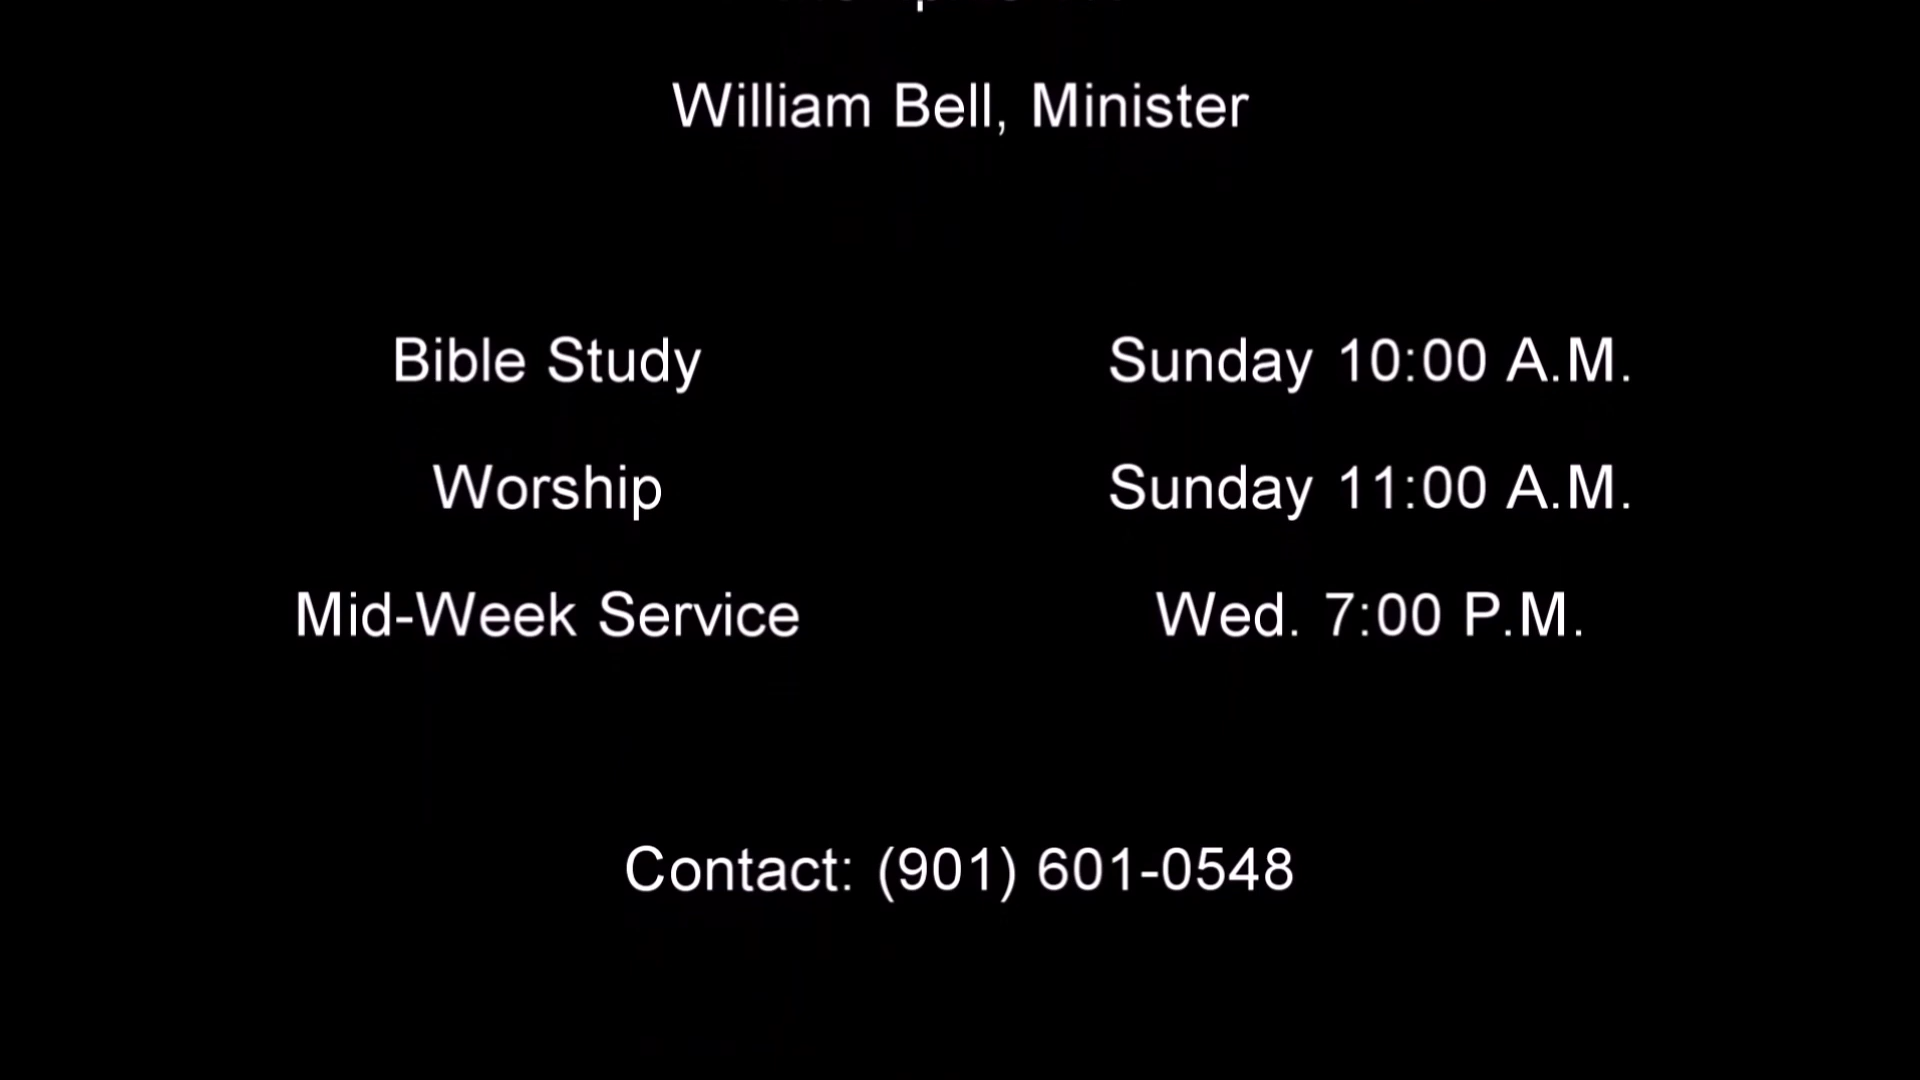 William Bell, Minister
Bible Study Sunday 10:00 A.M.
Worship Sunday 11:00 A.M.
Mid-Week Service Wed. 7:00 P.M.
Contact: (901) 601-0548